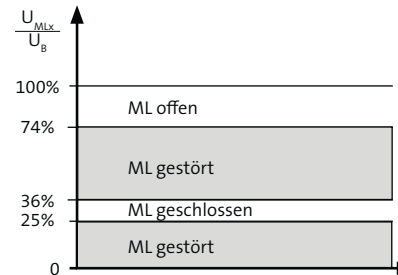 U_MLx
U_B
100%
ML offen
74%
ML gestört
36%
ML geschlossen
25%
ML gestört
0